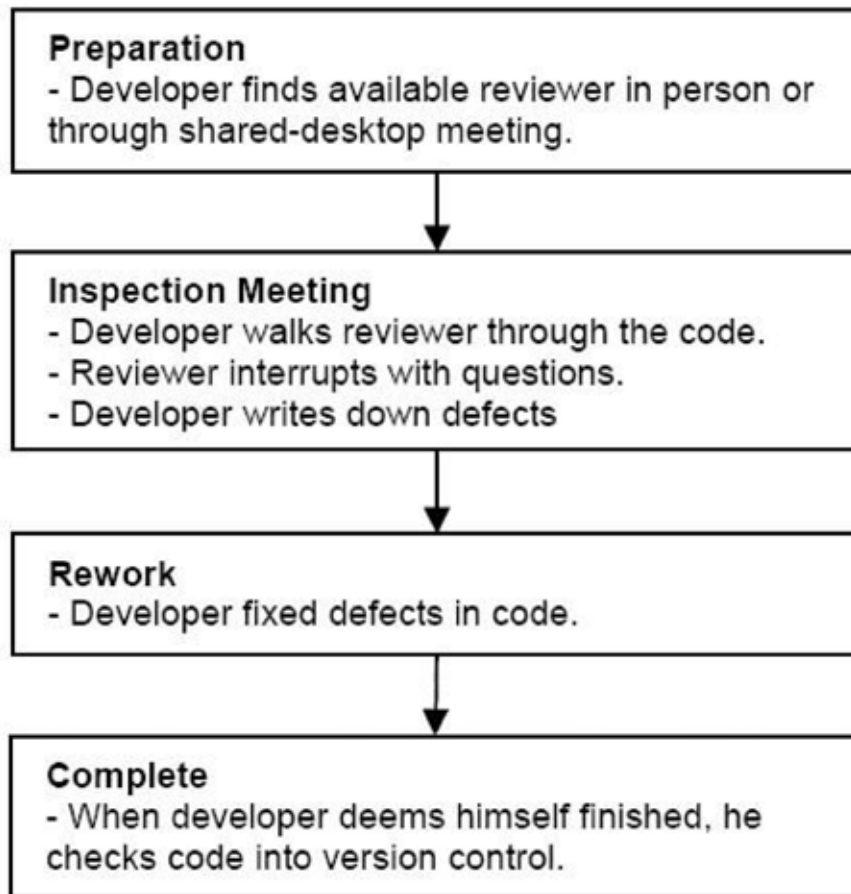 Preparation
- Developer finds available reviewer in person or
through shared-desktop meeting.
Inspection Meeting
- Developer walks reviewer through the code.
- Reviewer interrupts with questions.
- Developer writes down defects
Rework
- Developer fixed defects in code.
Complete
- When developer deems himself finished, he
checks code into version control.